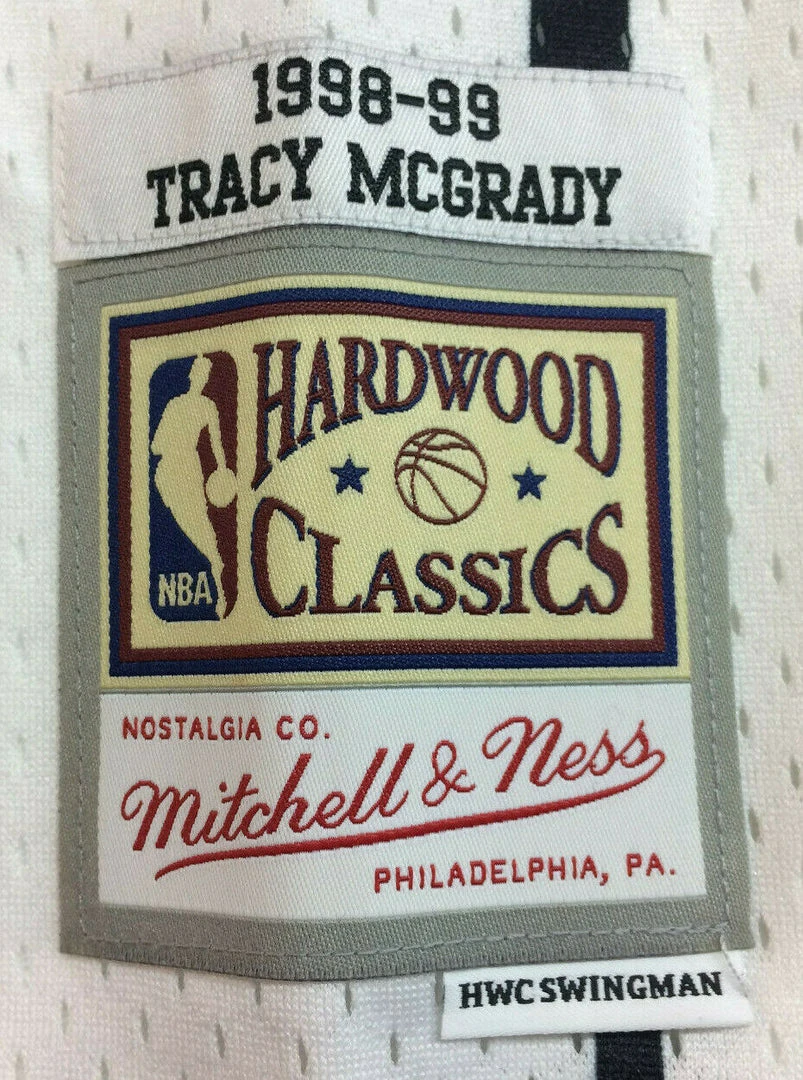 1998-99
TRACY MCGRADY
HARDWOOD
CLASSICS
NBA
NOSTALGIA CO.
Mitchell & Ness
PHILADELPHIA, PA.
HWC SWINGMAN